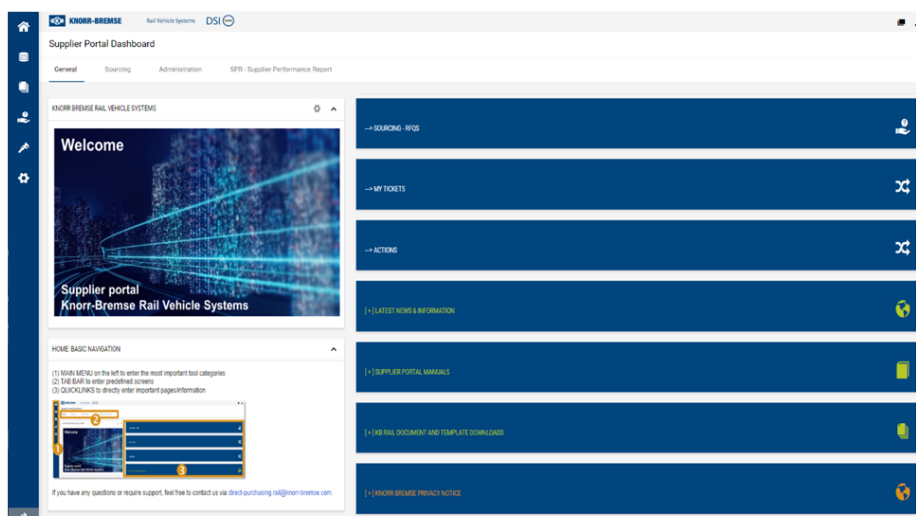 KNORR-BREMSE
Rail Vehicle Systems
DSI
Supplier Portal Dashboard
General
Sourcing
Administration
SPR - Supplier Performance Report
KNORR BREMSE RAIL VEHICLE SYSTEMS
Welcome
Supplier portal
Knorr-Bremse Rail Vehicle Systems
HOME BASIC NAVIGATION
(1) MAIN MENU on the left to enter the most important tool categories
(2) TAB BAR to enter predefined screens
(3) QUICKLINKS to directly enter important pages/information
1
2
3
If you have any questions or require support, feel free to contact us via direct-purchasing.rail@knorr-bremse.com.
--> SOURCING - RFQS
--> MY TICKETS
--> ACTIONS
[+] LATEST NEWS & INFORMATION
[+] SUPPLIER PORTAL MANUALS
[+] KB RAIL DOCUMENT AND TEMPLATE DOWNLOADS
[+] KNORR BREMSE PRIVACY NOTICE